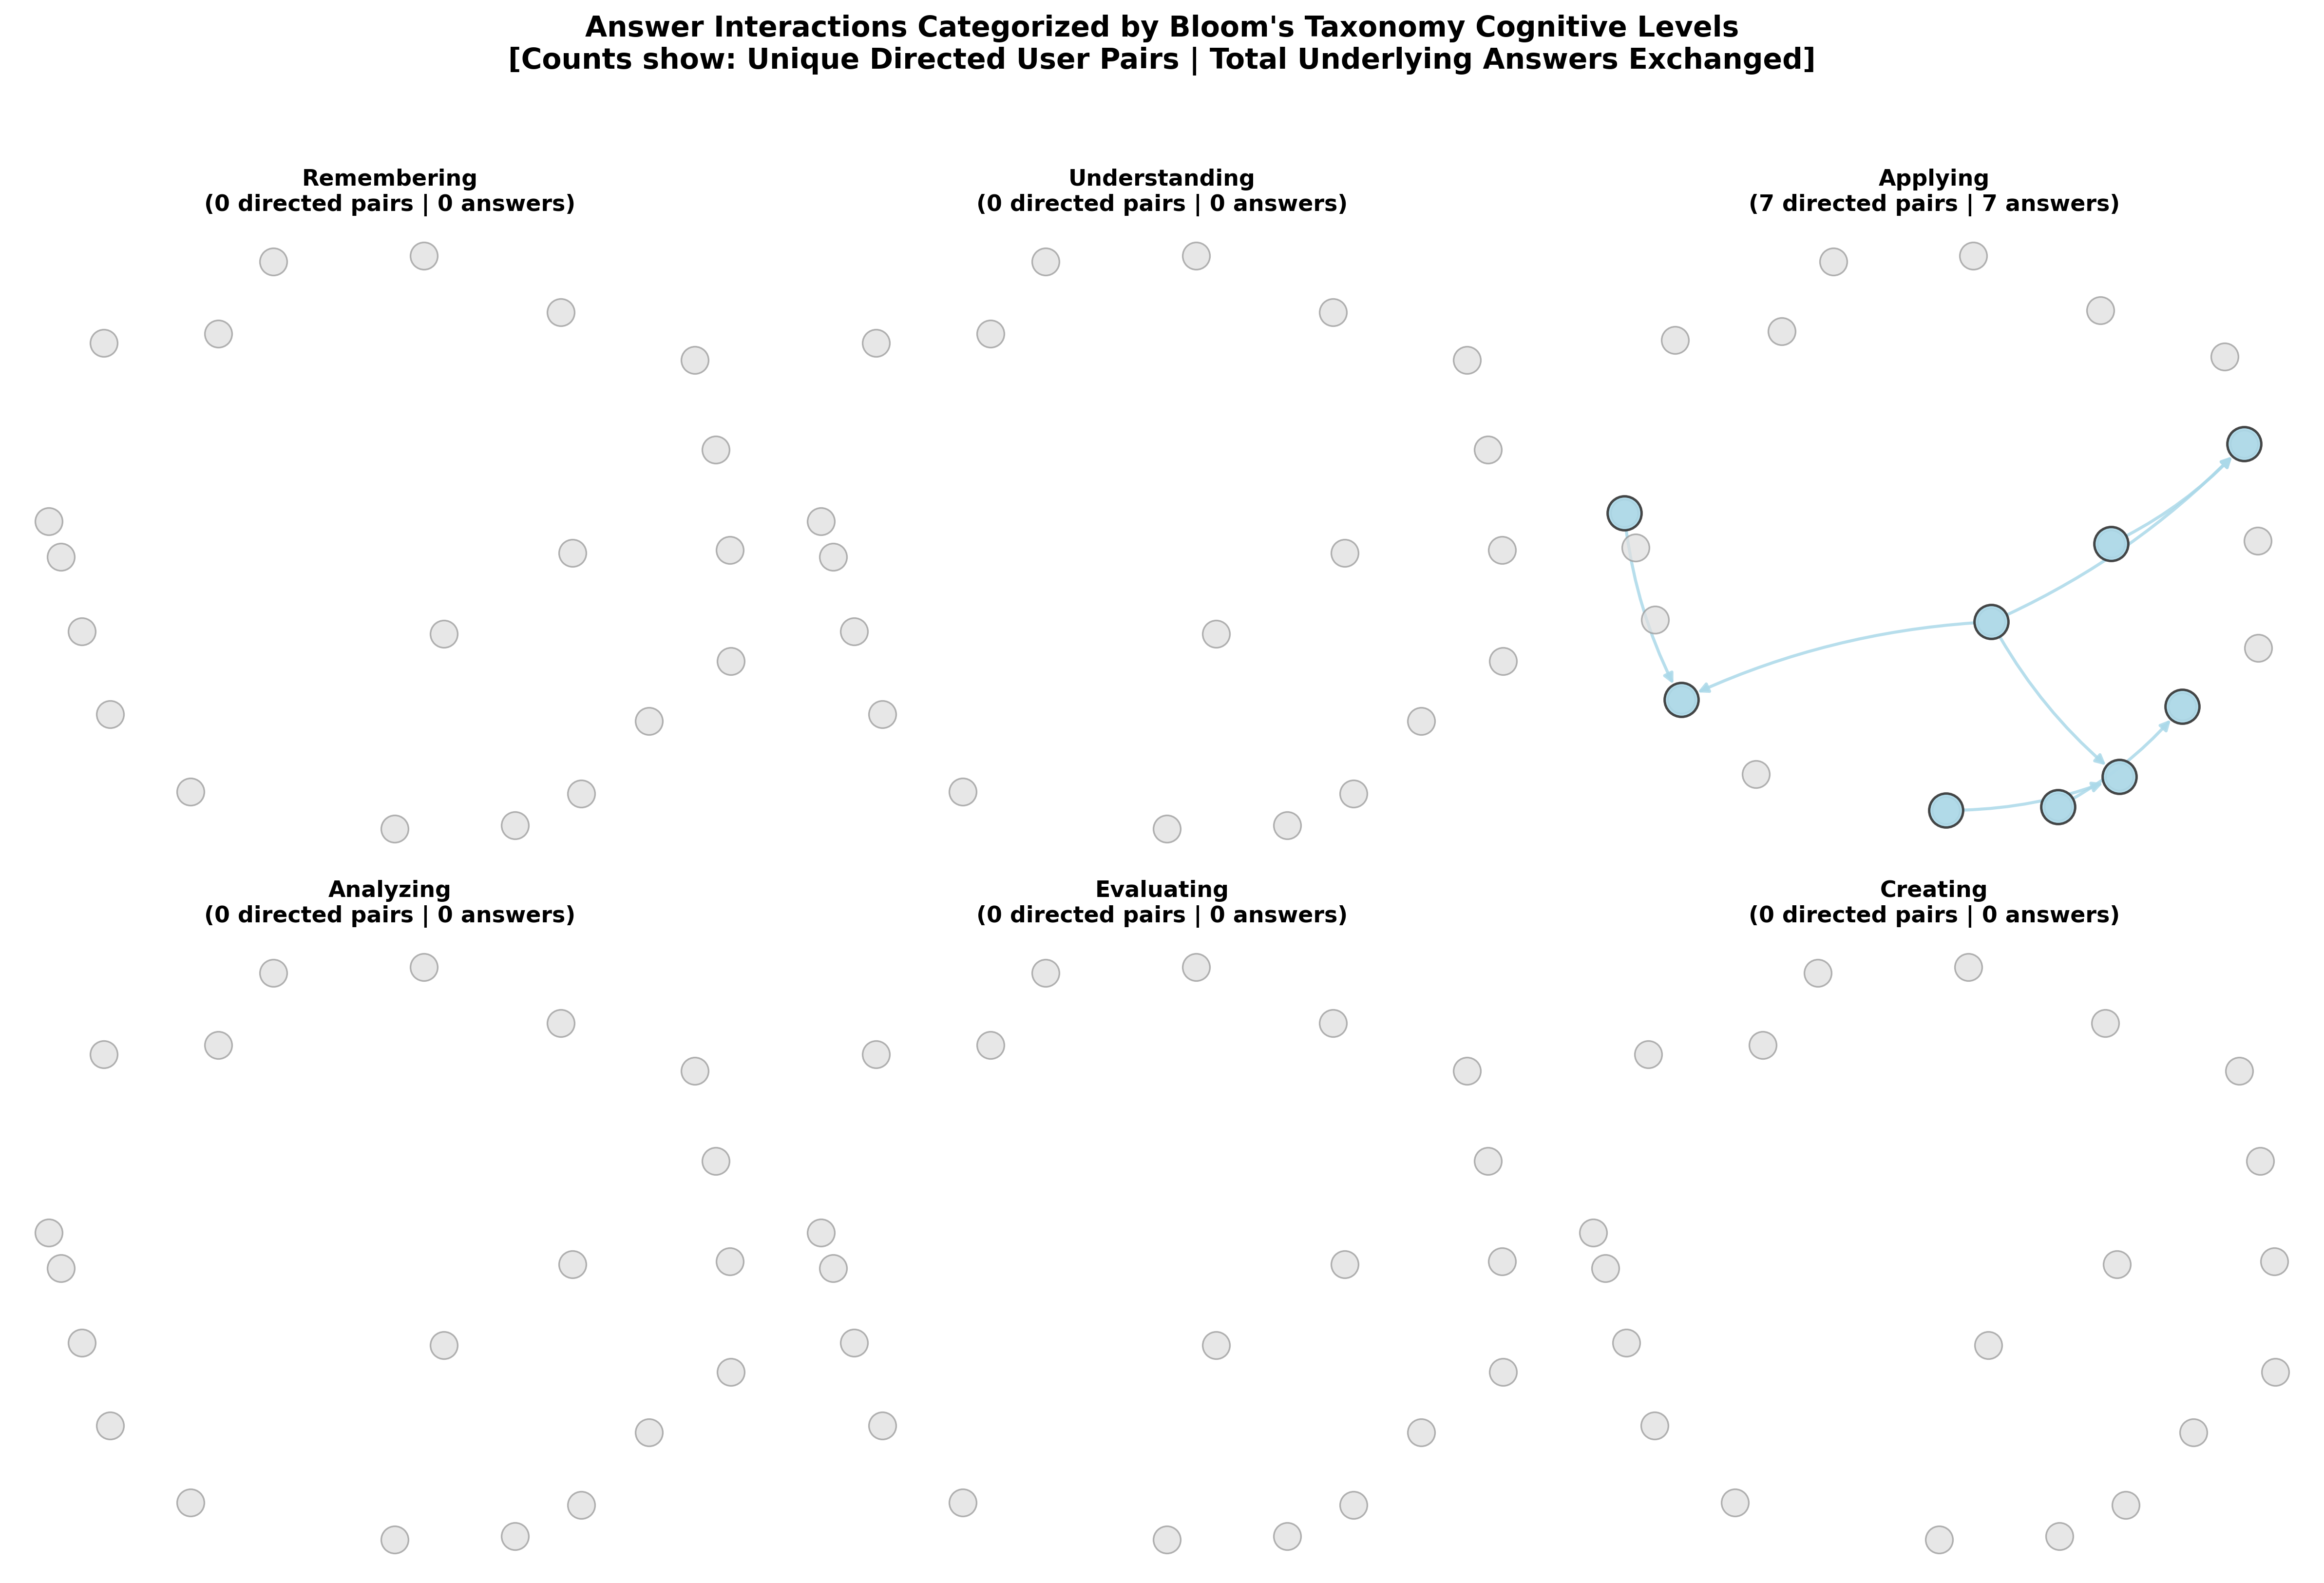 Answer Interactions Categorized by Bloom's Taxonomy Cognitive Levels
[Counts show: Unique Directed User Pairs | Total Underlying Answers Exchanged]
Remembering
(0 directed pairs | 0 answers)
Understanding
(0 directed pairs | 0 answers)
Applying
(7 directed pairs | 7 answers)
Analyzing
(0 directed pairs | 0 answers)
Evaluating
(0 directed pairs | 0 answers)
Creating
(0 directed pairs | 0 answers)